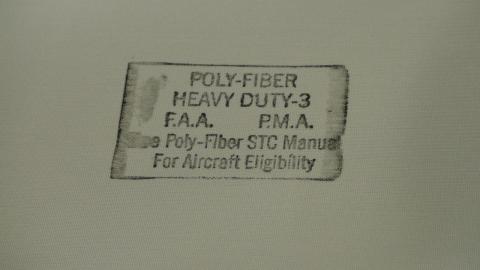 POLY-FIBER
HEAVY DUTY-3
F.A.A. P.M.A.
See Poly-Fiber STC Manual
For Aircraft Eligibility